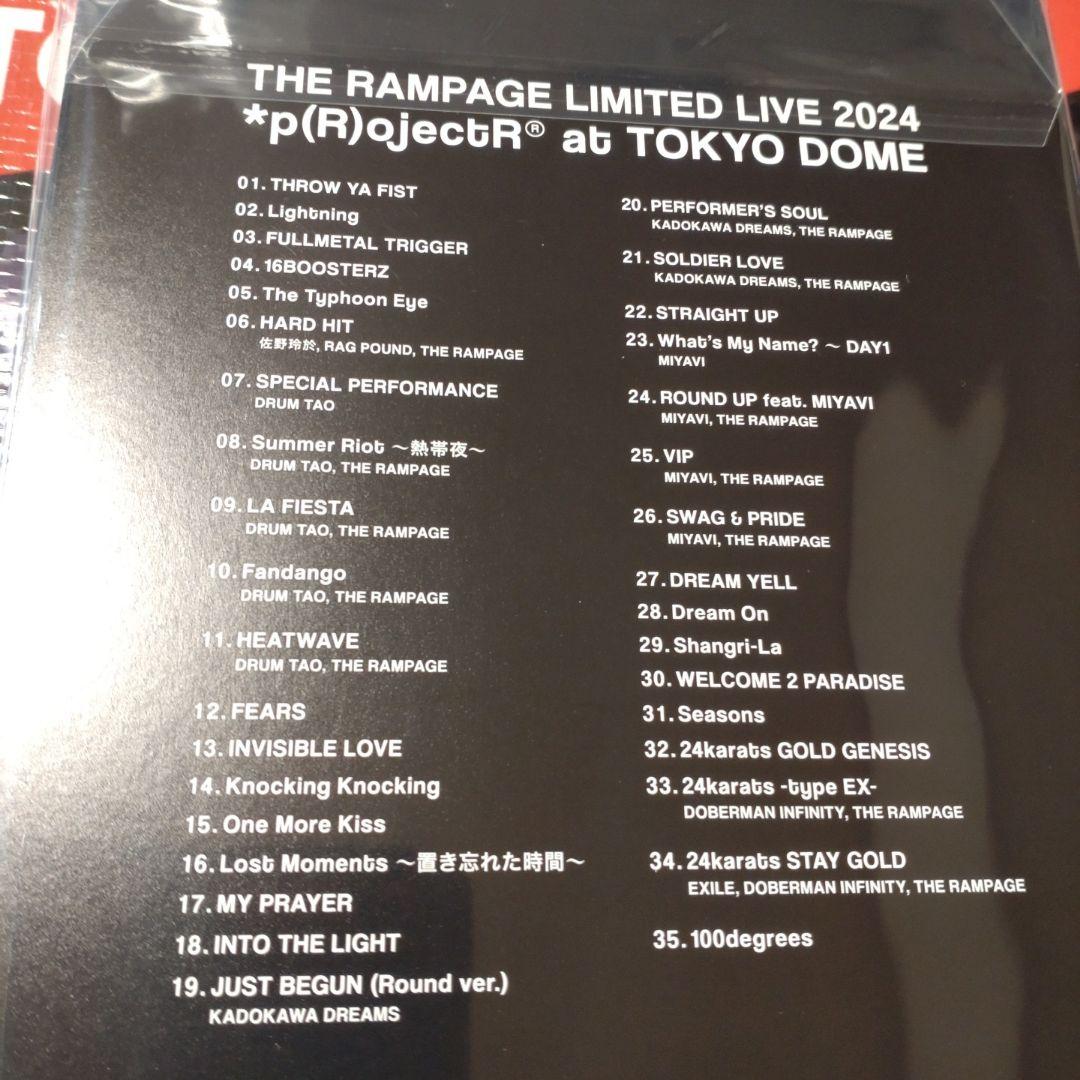 THE RAMPAGE LIMITED LIVE 2024
*p(R)ojectR® at TOKYO DOME
01. THROW YA FIST
02. Lightning
03. FULLMETAL TRIGGER
04. 16BOOSTERZ
05. The Typhoon Eye
06. HARD HIT
佐野玲於, RAG POUND, THE RAMPAGE
07. SPECIAL PERFORMANCE
DRUM TAO
08. Summer Riot ～熱帯夜～
DRUM TAO, THE RAMPAGE
09. LA FIESTA
DRUM TAO, THE RAMPAGE
10. Fandango
DRUM TAO, THE RAMPAGE
11. HEATWAVE
DRUM TAO, THE RAMPAGE
12. FEARS
13. INVISIBLE LOVE
14. Knocking Knocking
15. One More Kiss
16. Lost Moments ～置き忘れた時間～
17. MY PRAYER
18. INTO THE LIGHT
19. JUST BEGUN (Round ver.)
KADOKAWA DREAMS
20. PERFORMER'S SOUL
KADOKAWA DREAMS, THE RAMPAGE
21. SOLDIER LOVE
KADOKAWA DREAMS, THE RAMPAGE
22. STRAIGHT UP
23. What's My Name? ～ DAY1
MIYAVI
24. ROUND UP feat. MIYAVI
MIYAVI, THE RAMPAGE
25. VIP
MIYAVI, THE RAMPAGE
26. SWAG & PRIDE
MIYAVI, THE RAMPAGE
27. DREAM YELL
28. Dream On
29. Shangri-La
30. WELCOME 2 PARADISE
31. Seasons
32. 24karats GOLD GENESIS
33. 24karats -type EX-
DOBERMAN INFINITY, THE RAMPAGE
34. 24karats STAY GOLD
EXILE, DOBERMAN INFINITY, THE RAMPAGE
35. 100degrees